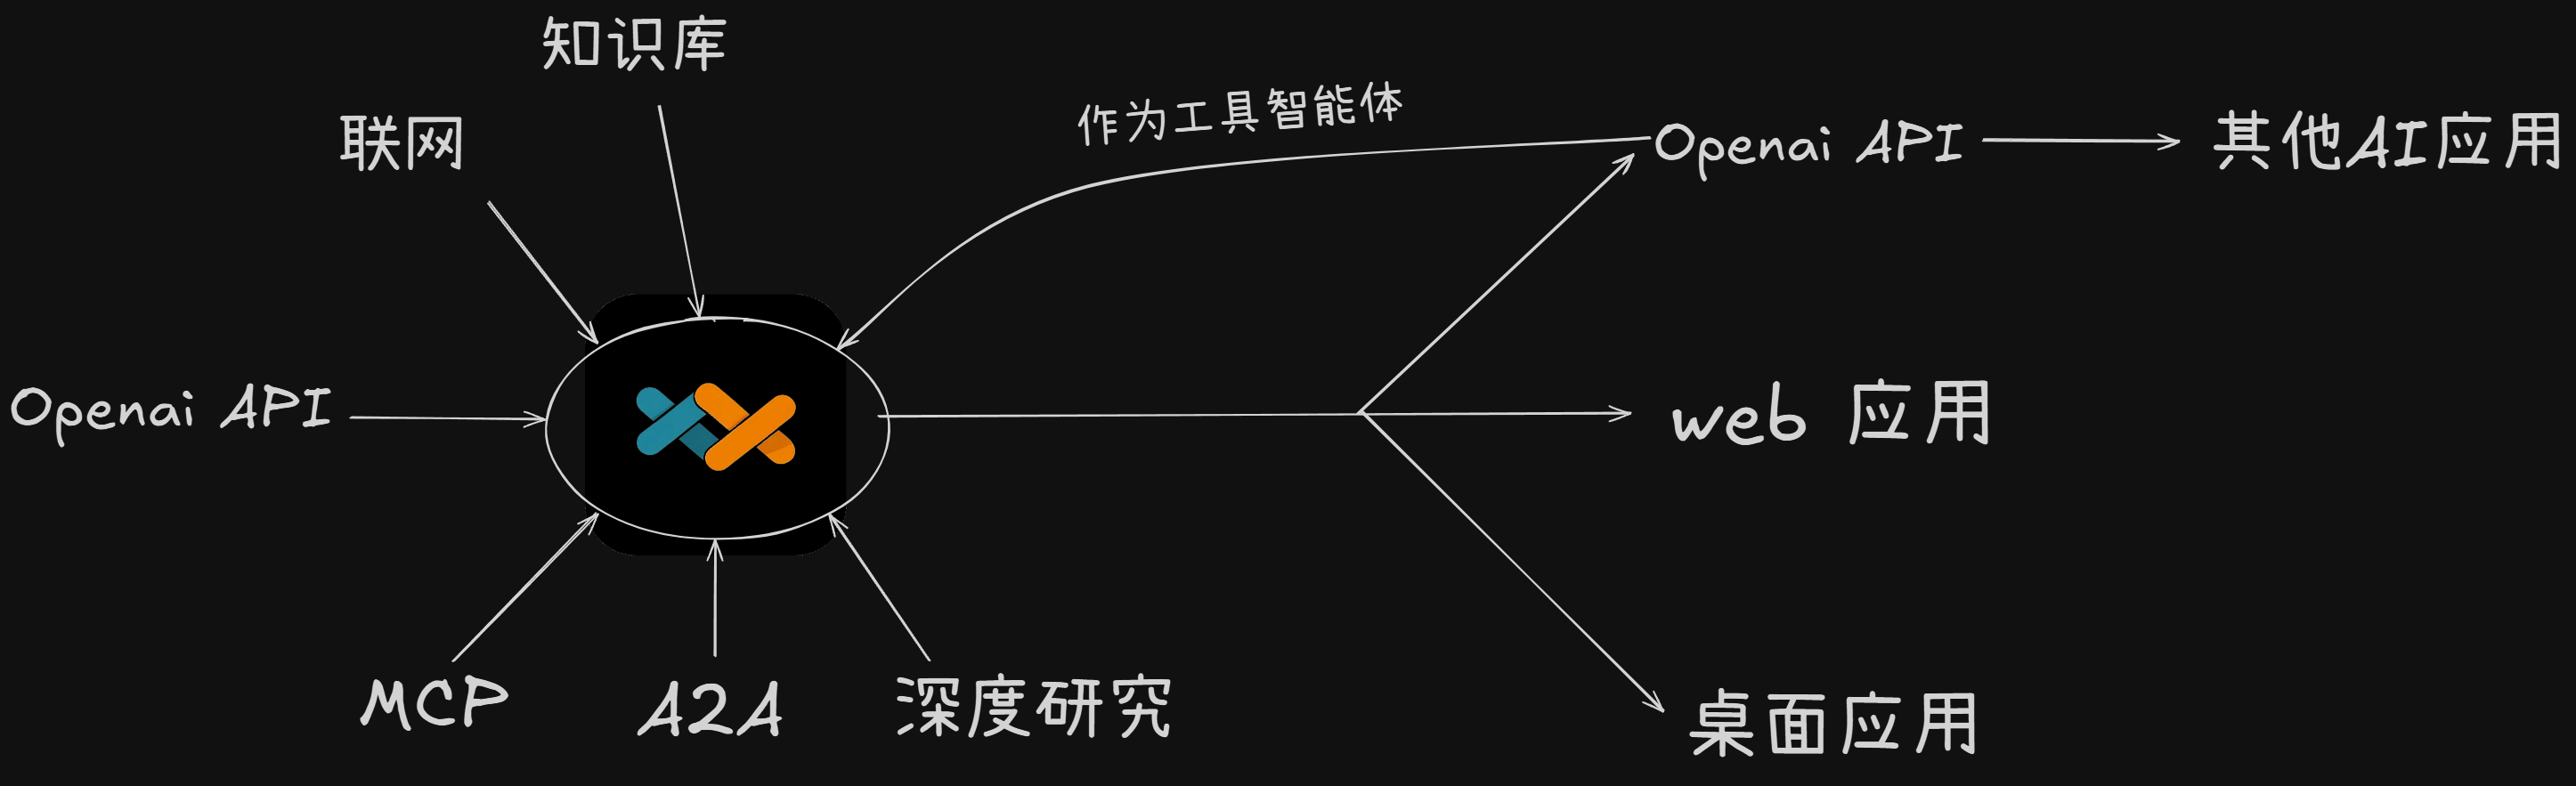 知识库
联网
作为工具智能体
Openai API
其他AI应用
Openai API
web 应用
MCP
A2A
深度研究
桌面应用